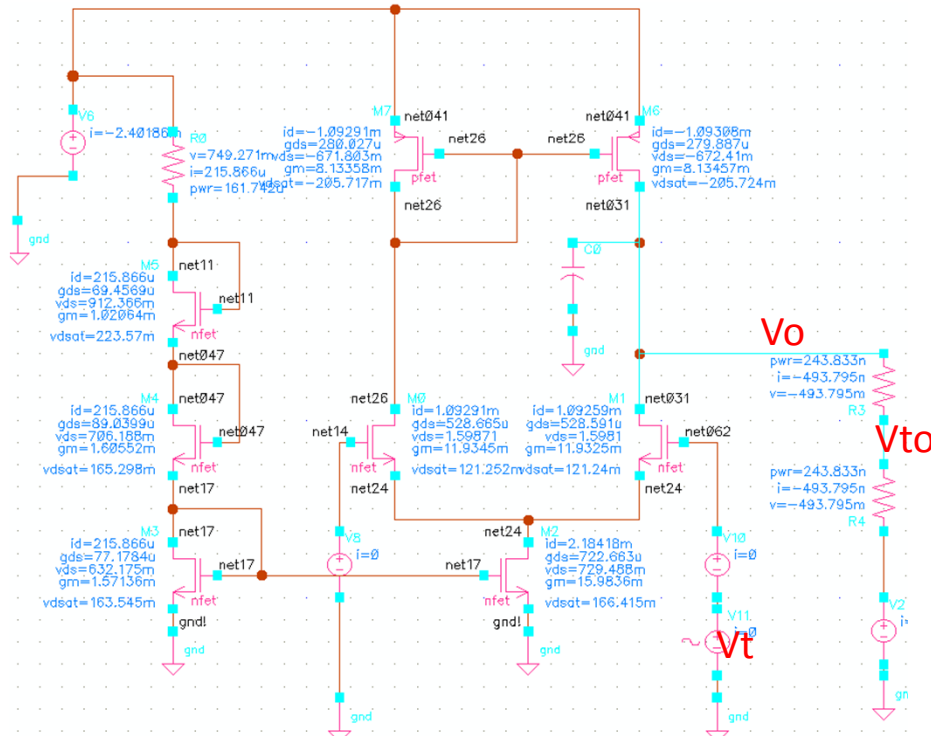 V6
i=-2.40186m
gnd
R0
v=749.271m
i=215.866u
pwr=161.742u
M7
net041
id=-1.09291m
gds=280.027u
vds=-671.803m
gm=8.13358m
vdsat=-205.717m
net26
pfet
net26
M6
net041
id=-1.09308m
gds=279.887u
vds=-672.41m
gm=8.13457m
vdsat=-205.724m
net26
pfet
net031
C0
gnd
M5
net11
id=215.866u
gds=69.4569u
vds=912.366m
gm=1.02064m
vdsat=223.57m
net11
nfet
net047
M4
net047
id=215.866u
gds=89.0399u
vds=706.188m
gm=1.60552m
vdsat=165.298m
net047
nfet
net17
M3
net17
id=215.866u
gds=77.1784u
vds=632.175m
gm=1.57136m
vdsat=163.545m
net17
nfet
gnd!
gnd
net26
M0
id=1.09291m
gds=528.665u
vds=1.59871
gm=11.9345m
vdsat=121.252m
net14
nfet
net24
M1
net031
id=1.09259m
gds=528.591u
vds=1.5981
gm=11.9325m
vdsat=121.24m
net062
nfet
net24
net24
M2
id=2.18418m
gds=722.663u
vds=729.488m
gm=15.9836m
vdsat=166.415m
net17
nfet
gnd!
gnd
V8
i=0
gnd
V10
i=0
V11
i=0
Vt
gnd
Vo
pwr=243.833n
i=-493.795n
v=-493.795m
R3
Vto
pwr=243.833n
i=-493.795n
v=-493.795m
R4
V2
i=